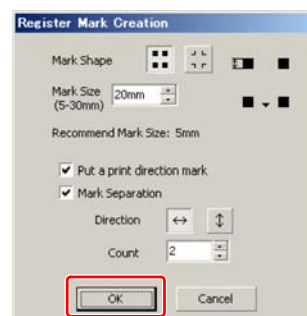 Register Mark Creation
Mark Shape
Mark Size
(5-30mm)
20mm
Recommend Mark Size: 5mm
Put a print direction mark
Mark Separation
Direction
Count
2
OK
Cancel